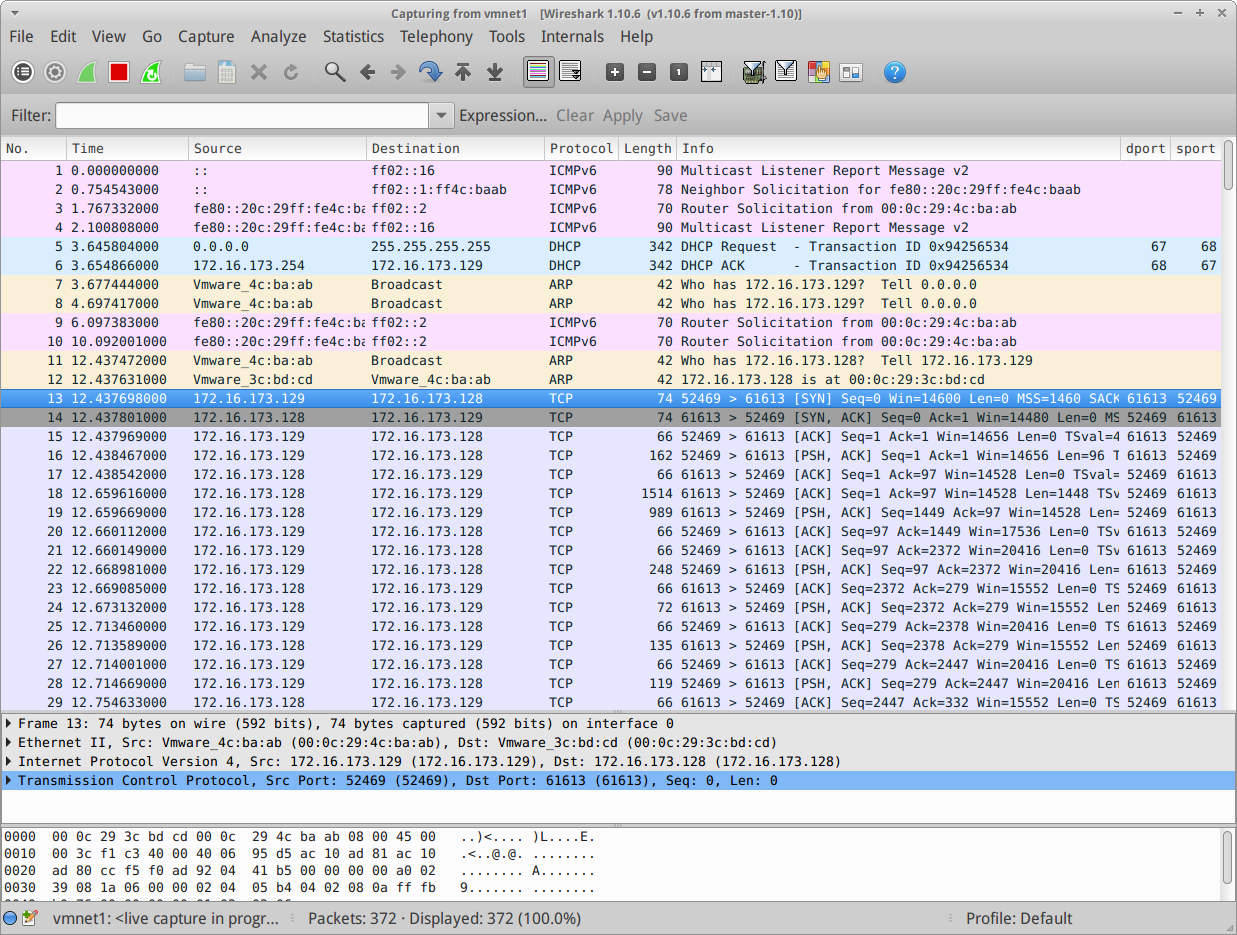 Capturing from vmnet1 [Wireshark 1.10.6 (v1.10.6 from master-1.10)]
File Edit View Go Capture Analyze Statistics Telephony Tools Internals Help
Filter: Expression... Clear Apply Save
No. Time Source Destination Protocol Length Info dport sport
1 0.000000000 :: ff02::16 ICMPv6 90 Multicast Listener Report Message v2
2 0.754543000 :: ff02::1:ff4c:baab ICMPv6 78 Neighbor Solicitation for fe80::20c:29ff:fe4c:baab
3 1.767332000 fe80::20c:29ff:fe4c:ba ff02::2 ICMPv6 70 Router Solicitation from 00:0c:29:4c:ba:ab
4 2.100808000 fe80::20c:29ff:fe4c:ba ff02::16 ICMPv6 90 Multicast Listener Report Message v2
5 3.645804000 0.0.0.0 255.255.255.255 DHCP 342 DHCP Request - Transaction ID 0x94256534 67 68
6 3.654866000 172.16.173.254 172.16.173.129 DHCP 342 DHCP ACK - Transaction ID 0x94256534 68 67
7 3.677444000 Vmware_4c:ba:ab Broadcast ARP 42 Who has 172.16.173.129? Tell 0.0.0.0
8 4.697417000 Vmware_4c:ba:ab Broadcast ARP 42 Who has 172.16.173.129? Tell 0.0.0.0
9 6.097383000 fe80::20c:29ff:fe4c:ba ff02::2 ICMPv6 70 Router Solicitation from 00:0c:29:4c:ba:ab
10 10.092001000 fe80::20c:29ff:fe4c:ba ff02::2 ICMPv6 70 Router Solicitation from 00:0c:29:4c:ba:ab
11 12.437472000 Vmware_4c:ba:ab Broadcast ARP 42 Who has 172.16.173.128? Tell 172.16.173.129
12 12.437631000 Vmware_3c:bd:cd Vmware_4c:ba:ab ARP 42 172.16.173.128 is at 00:0c:29:3c:bd:cd
13 12.437698000 172.16.173.129 172.16.173.128 TCP 74 52469 > 61613 [SYN] Seq=0 Win=14600 Len=0 MSS=1460 SACK 61613 52469
14 12.437801000 172.16.173.128 172.16.173.129 TCP 74 61613 > 52469 [SYN, ACK] Seq=0 Ack=1 Win=14480 Len=0 MS 52469 61613
15 12.437969000 172.16.173.129 172.16.173.128 TCP 66 52469 > 61613 [ACK] Seq=1 Ack=1 Win=14656 Len=0 TSval=4 61613 52469
16 12.438467000 172.16.173.129 172.16.173.128 TCP 162 52469 > 61613 [PSH, ACK] Seq=1 Ack=1 Win=14656 Len=96 T 61613 52469
17 12.438542000 172.16.173.128 172.16.173.129 TCP 66 61613 > 52469 [ACK] Seq=1 Ack=97 Win=14528 Len=0 TSval= 52469 61613
18 12.659616000 172.16.173.128 172.16.173.129 TCP 1514 61613 > 52469 [ACK] Seq=1 Ack=97 Win=14528 Len=1448 TSv 52469 61613
19 12.659669000 172.16.173.128 172.16.173.129 TCP 989 61613 > 52469 [PSH, ACK] Seq=1449 Ack=97 Win=14528 Len= 52469 61613
20 12.660112000 172.16.173.129 172.16.173.128 TCP 66 52469 > 61613 [ACK] Seq=97 Ack=1449 Win=17536 Len=0 TSv 61613 52469
21 12.660149000 172.16.173.129 172.16.173.128 TCP 66 52469 > 61613 [ACK] Seq=97 Ack=2372 Win=20416 Len=0 TSv 61613 52469
22 12.668981000 172.16.173.129 172.16.173.128 TCP 248 52469 > 61613 [PSH, ACK] Seq=97 Ack=2372 Win=20416 Len= 61613 52469
23 12.669085000 172.16.173.128 172.16.173.129 TCP 66 61613 > 52469 [ACK] Seq=2372 Ack=279 Win=15552 Len=0 TS 52469 61613
24 12.673132000 172.16.173.128 172.16.173.129 TCP 72 61613 > 52469 [PSH, ACK] Seq=2372 Ack=279 Win=15552 Len 52469 61613
25 12.713460000 172.16.173.129 172.16.173.128 TCP 66 52469 > 61613 [ACK] Seq=279 Ack=2378 Win=20416 Len=0 TS 61613 52469
26 12.713589000 172.16.173.128 172.16.173.129 TCP 135 61613 > 52469 [PSH, ACK] Seq=2378 Ack=279 Win=15552 Len 52469 61613
27 12.714001000 172.16.173.129 172.16.173.128 TCP 66 52469 > 61613 [ACK] Seq=279 Ack=2447 Win=20416 Len=0 TS 61613 52469
28 12.714669000 172.16.173.129 172.16.173.128 TCP 119 52469 > 61613 [PSH, ACK] Seq=279 Ack=2447 Win=20416 Len 61613 52469
29 12.754633000 172.16.173.128 172.16.173.129 TCP 66 61613 > 52469 [ACK] Seq=2447 Ack=332 Win=15552 Len=0 TS 52469 61613
Frame 13: 74 bytes on wire (592 bits), 74 bytes captured (592 bits) on interface 0
Ethernet II, Src: Vmware_4c:ba:ab (00:0c:29:4c:ba:ab), Dst: Vmware_3c:bd:cd (00:0c:29:3c:bd:cd)
Internet Protocol Version 4, Src: 172.16.173.129 (172.16.173.129), Dst: 172.16.173.128 (172.16.173.128)
Transmission Control Protocol, Src Port: 52469 (52469), Dst Port: 61613 (61613), Seq: 0, Len: 0
0000 00 0c 29 3c bd cd 00 0c 29 4c ba ab 08 00 45 00 ..)<.... )L....E.
0010 00 3c f1 c3 40 00 40 06 95 d5 ac 10 ad 81 ac 10 .<..@.@. ........
0020 ad 80 cc f5 f0 ad 92 04 41 b5 00 00 00 00 a0 02 ........ A.......
0030 39 08 1a 06 00 00 02 04 05 b4 04 02 08 0a ff fb 9....... ........
vmnet1: <live capture in progr... Packets: 372 · Displayed: 372 (100.0%) Profile: Default